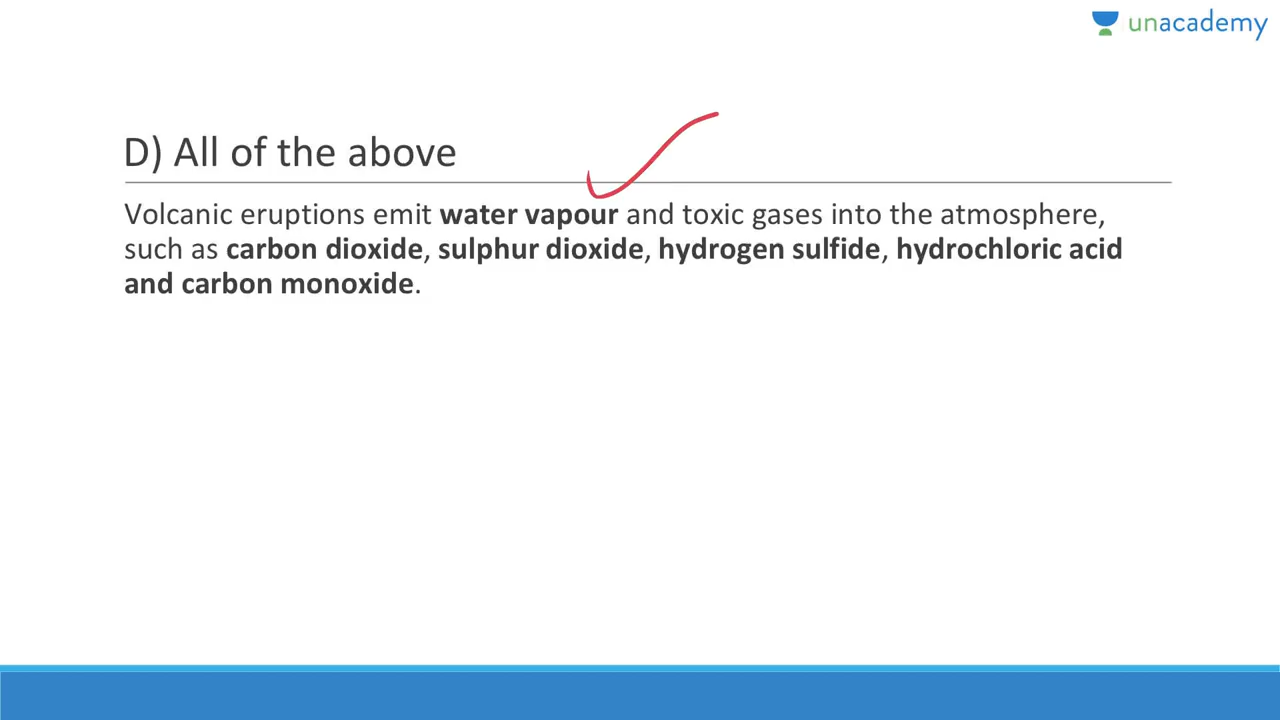 unacademy
D) All of the above
Volcanic eruptions emit water vapour and toxic gases into the atmosphere,
such as carbon dioxide, sulphur dioxide, hydrogen sulfide, hydrochloric acid
and carbon monoxide.